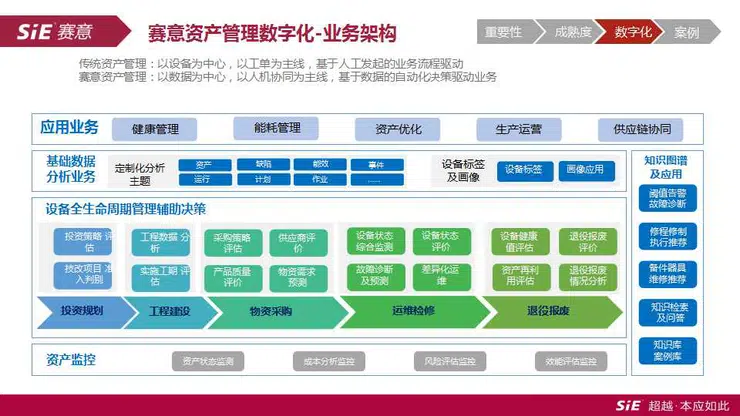 SiE 赛意
赛意资产管理数字化-业务架构
重要性
成熟度
数字化
案例
传统资产管理：以设备为中心，以工单为主线，基于人工发起的业务流程驱动
赛意资产管理：以数据为中心，以人机协同为主线，基于数据的自动化决策驱动业务
应用业务
健康管理
能耗管理
资产优化
生产运营
供应链协同
基础数据
分析业务
定制化分析
主题
资产
缺陷
能效
事件
运行
计划
作业
......
设备标签
及画像
设备标签
画像应用
知识图谱
及应用
阈值告警
故障诊断
修程修制
执行推荐
备件器具
维修推荐
知识检索
及问答
知识库
案例库
设备全生命周期管理辅助决策
投资策略 评
估
工程数据 分
析
采购策略
评估
供应商评
价
设备状态
综合监测
设备状态
评价
设备健康
值评估
退役报废
评价
技改项目 准
入判别
实施工期 评
估
产品质量
评价
物资需求
预测
故障诊断
及预测
差异化运
维
资产再利
用评估
退役报废
情况分析
投资规划
工程建设
物资采购
运维检修
退役报废
资产监控
资产状态监测
成本分析监控
风险评估监控
效能评估监控
SiE 超越·本应如此